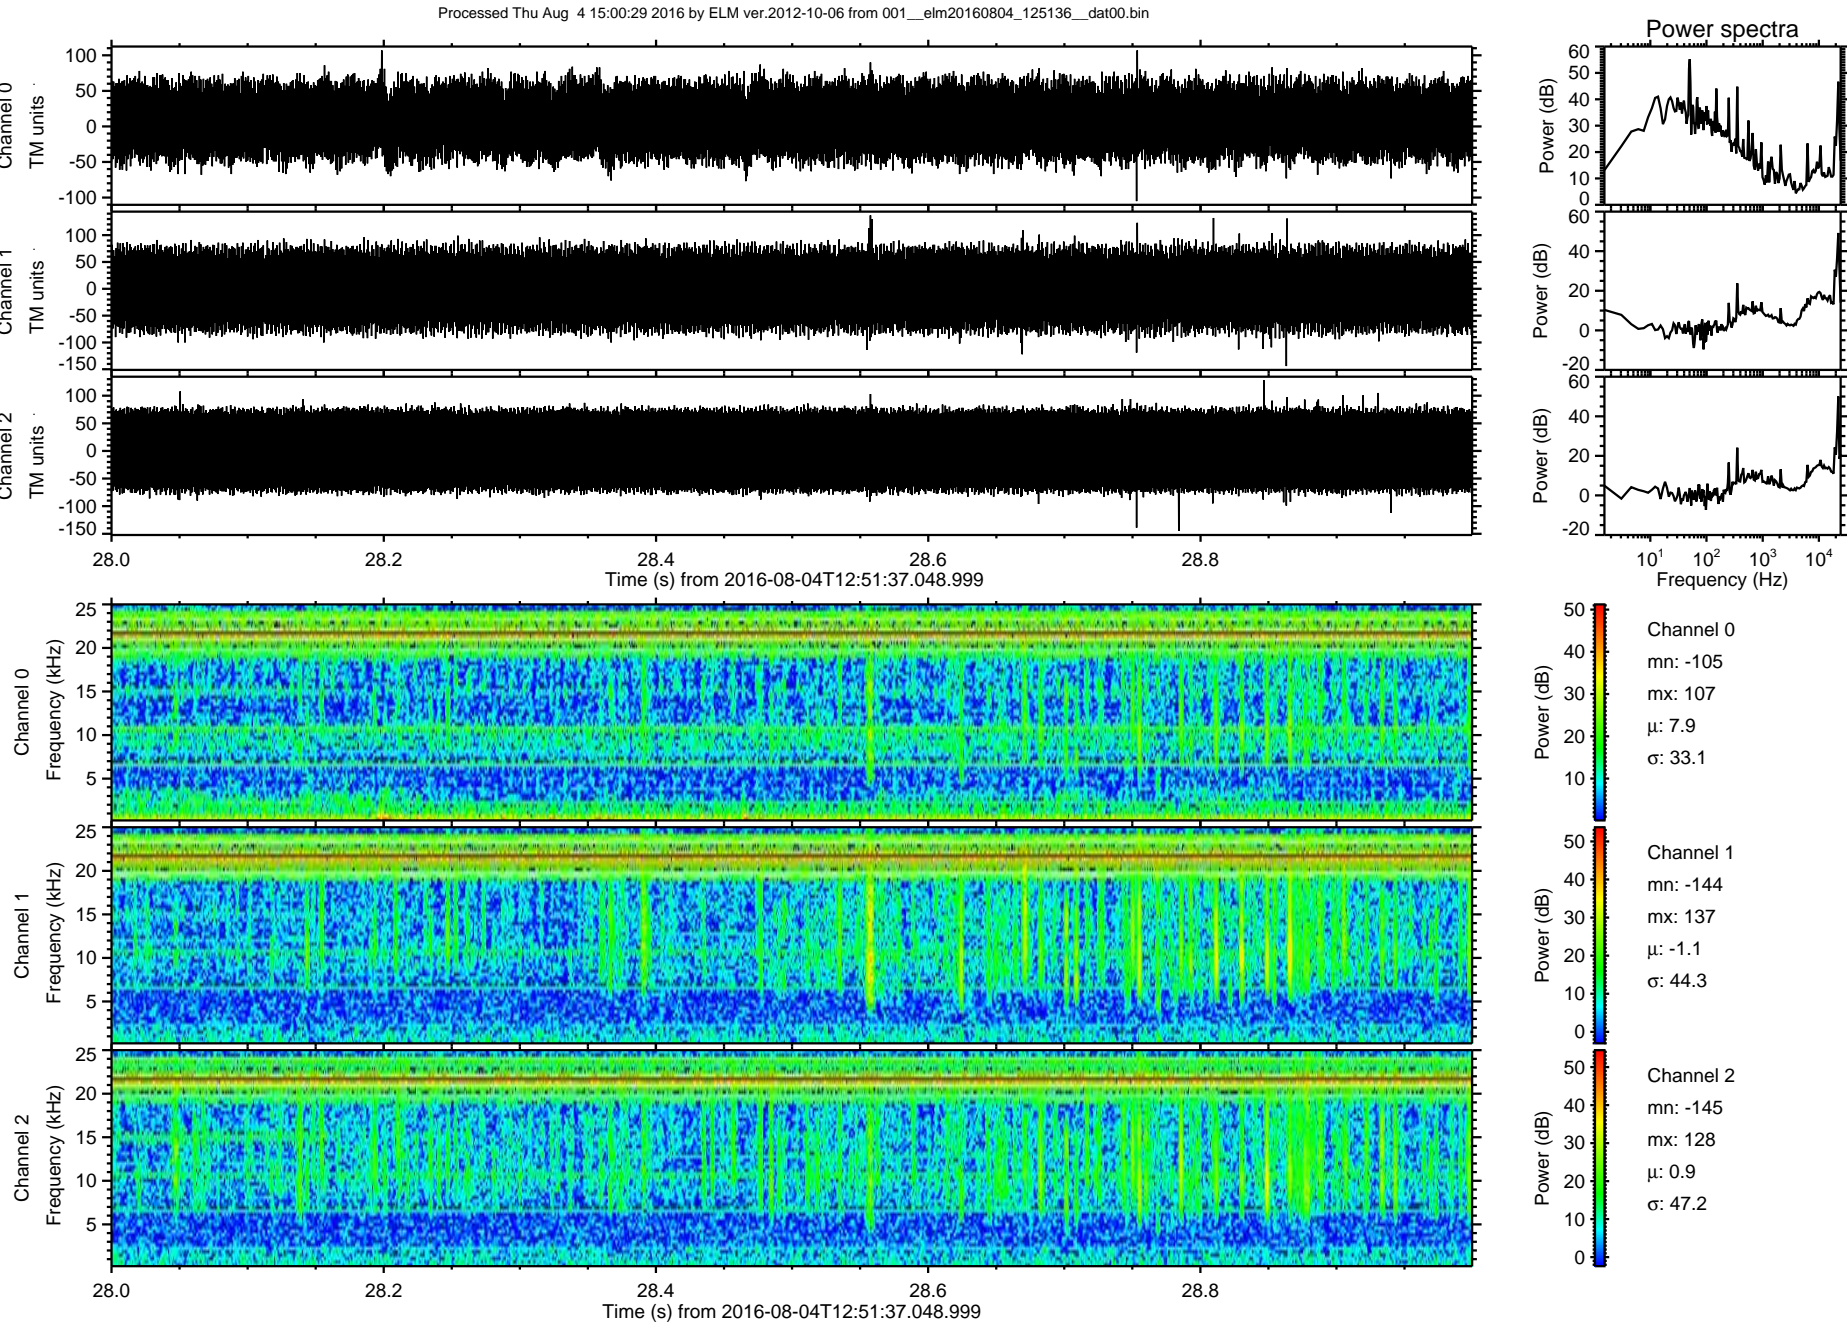 Processed Thu Aug  4 15:00:29 2016 by ELM ver.2012-10-06 from 001__elm20160804_125136__dat00.bin
Power spectra
Channel 0
TM units
100
50
0
-50
-100
Power (dB)
60
50
40
30
20
10
0
Channel 1
TM units
100
50
0
-50
-100
-150
Power (dB)
60
40
20
0
-20
Channel 2
TM units
100
50
0
-50
-100
-150
Power (dB)
60
40
20
0
-20
28.0 28.2 28.4 28.6 28.8
Time (s) from 2016-08-04T12:51:37.048.999
10^1 10^2 10^3 10^4
Frequency (Hz)
Channel 0
Frequency (kHz)
25
20
15
10
5
Power (dB)
50
40
30
20
10
Channel 0
mn: -105
mx: 107
μ: 7.9
σ: 33.1
Channel 1
Frequency (kHz)
25
20
15
10
5
Power (dB)
50
40
30
20
10
0
Channel 1
mn: -144
mx: 137
μ: -1.1
σ: 44.3
Channel 2
Frequency (kHz)
25
20
15
10
5
Power (dB)
50
40
30
20
10
0
Channel 2
mn: -145
mx: 128
μ: 0.9
σ: 47.2
28.0 28.2 28.4 28.6 28.8
Time (s) from 2016-08-04T12:51:37.048.999